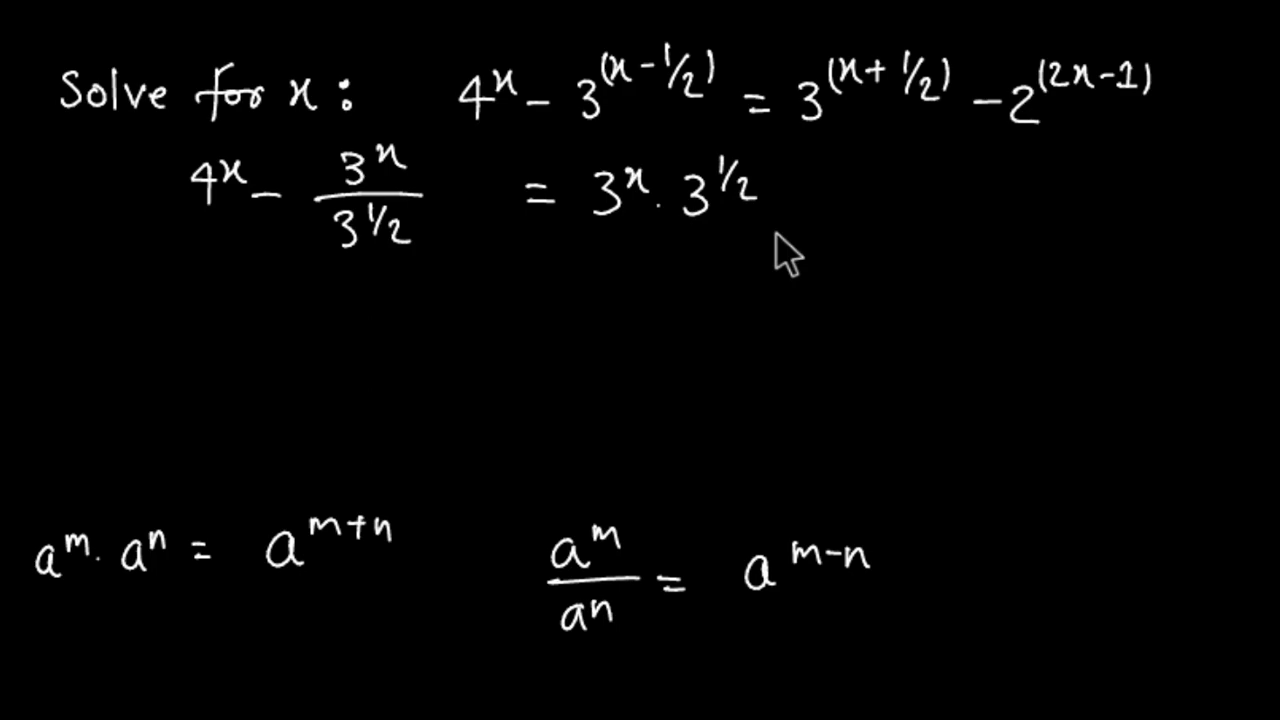 Solve for x: 4^x - 3^(x - 1/2) = 3^(x + 1/2) - 2^(2x - 1)
4^x - 3^x / 3^1/2 = 3^x · 3^1/2
a^m · a^n = a^m+n    a^m / a^n = a^m-n